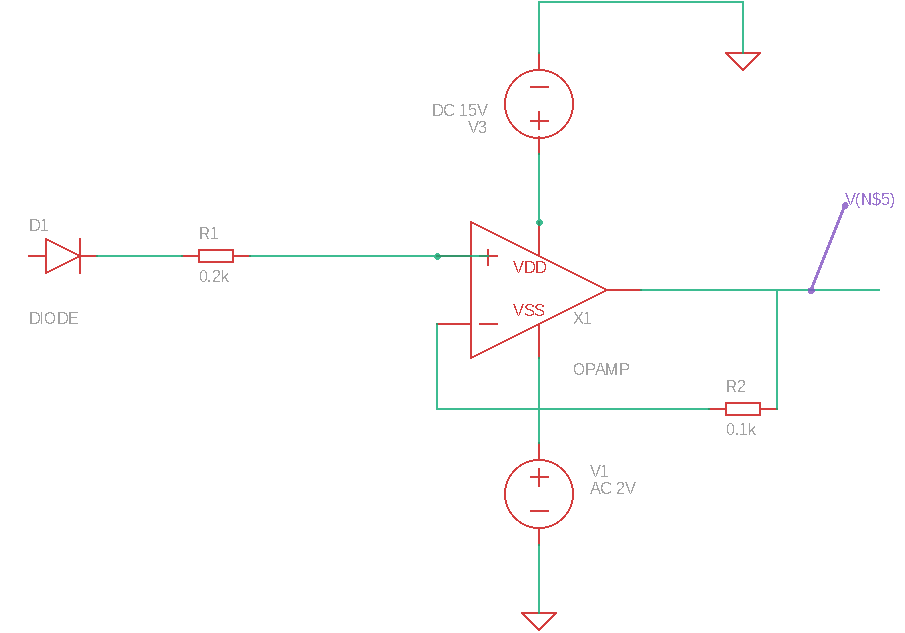 DC 15V
V3
V(N$5)
D1
R1
VDD
0.2k
DIODE
VSS
X1
OPAMP
R2
0.1k
V1
AC 2V